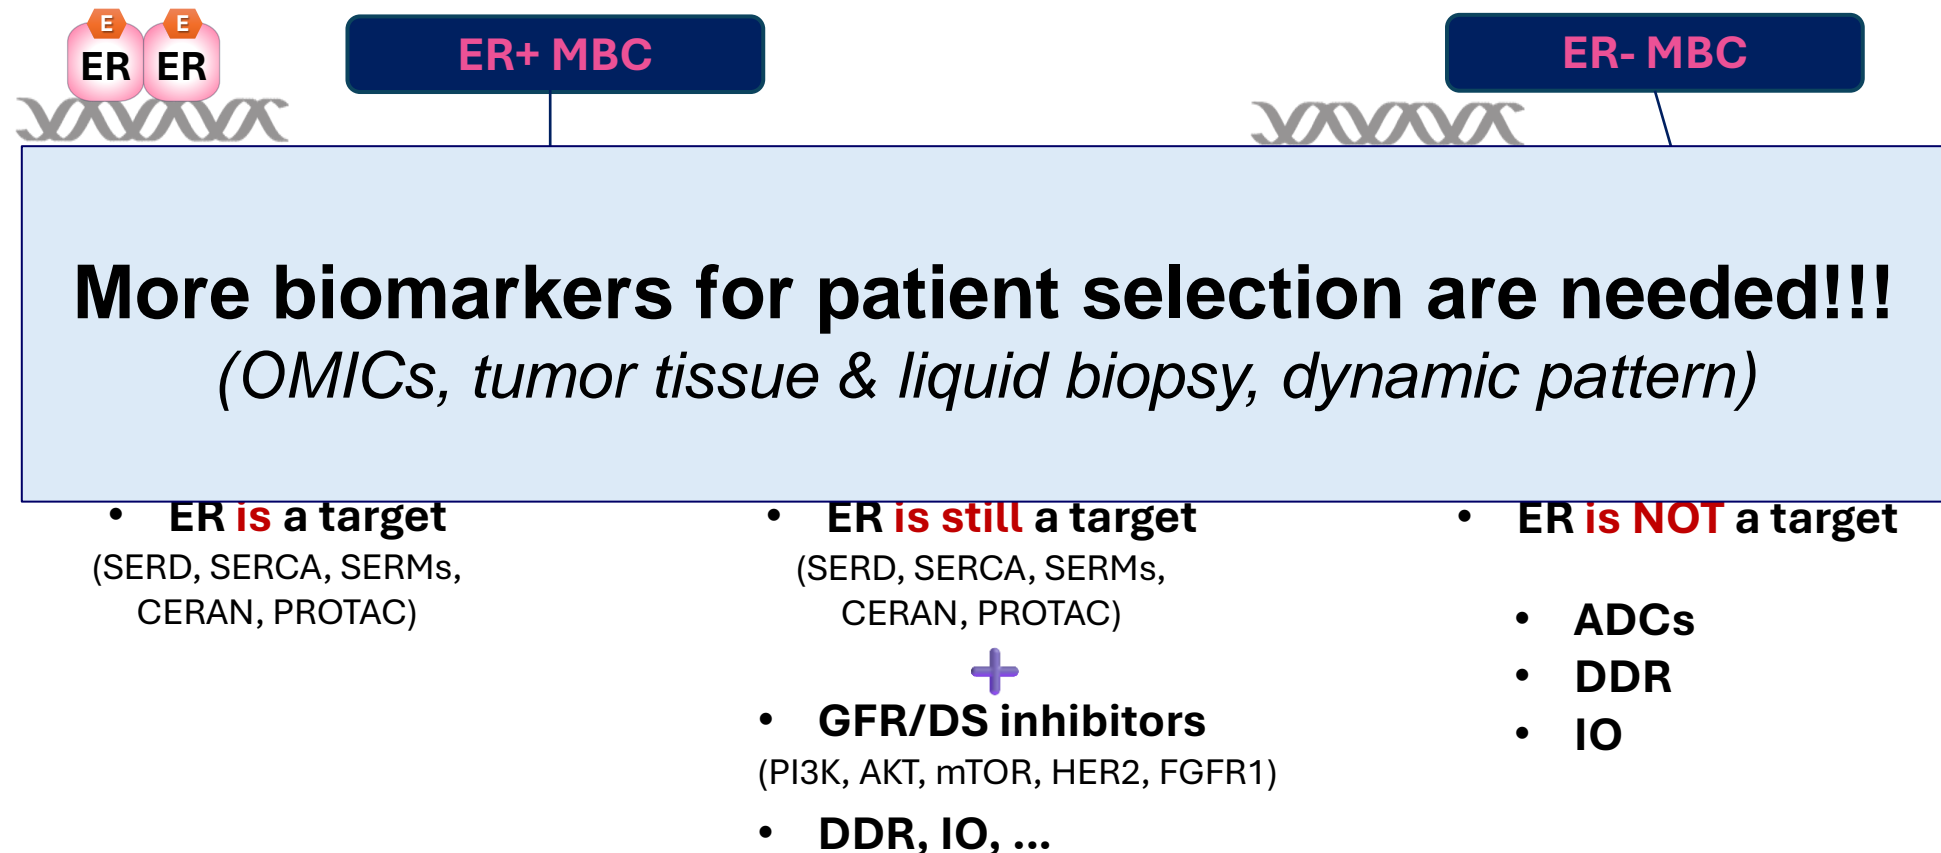 E E
ER ER
ER+ MBC
ER- MBC
More biomarkers for patient selection are needed!!!
(OMICs, tumor tissue & liquid biopsy, dynamic pattern)
• ER is a target
(SERD, SERCA, SERMs,
CERAN, PROTAC)
• ER is still a target
(SERD, SERCA, SERMs,
CERAN, PROTAC)
+
• GFR/DS inhibitors
(PI3K, AKT, mTOR, HER2, FGFR1)
• DDR, IO, ...
• ER is NOT a target
• ADCs
• DDR
• IO